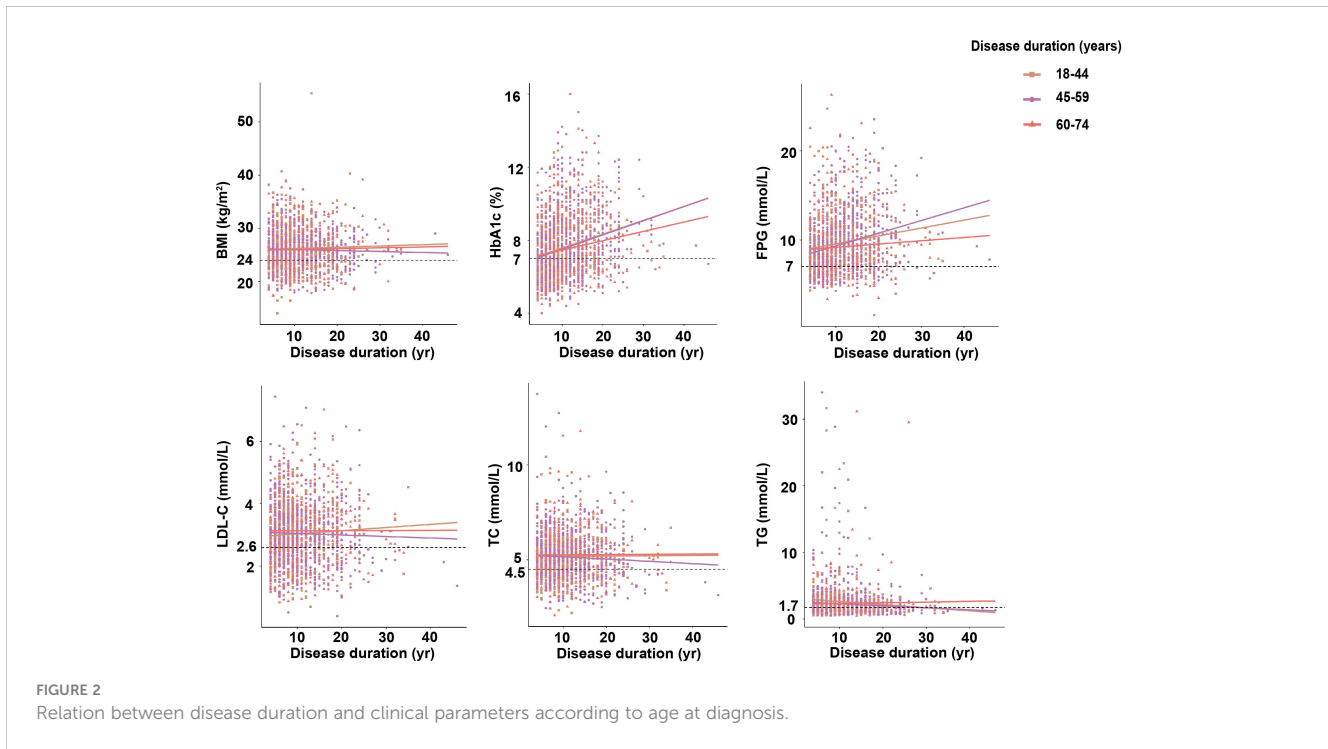 Disease duration (years)
18-44
45-59
60-74
BMI (kg/m²)
50
40
30
24
20
10 20 30 40
Disease duration (yr)
HbA1c (%)
16
12
8
7
4
10 20 30 40
Disease duration (yr)
FPG (mmol/L)
20
10
7
10 20 30 40
Disease duration (yr)
LDL-C (mmol/L)
6
4
2.6
2
10 20 30 40
Disease duration (yr)
TC (mmol/L)
10
5
4.5
10 20 30 40
Disease duration (yr)
TG (mmol/L)
30
20
10
1.7
0
10 20 30 40
Disease duration (yr)
FIGURE 2
Relation between disease duration and clinical parameters according to age at diagnosis.